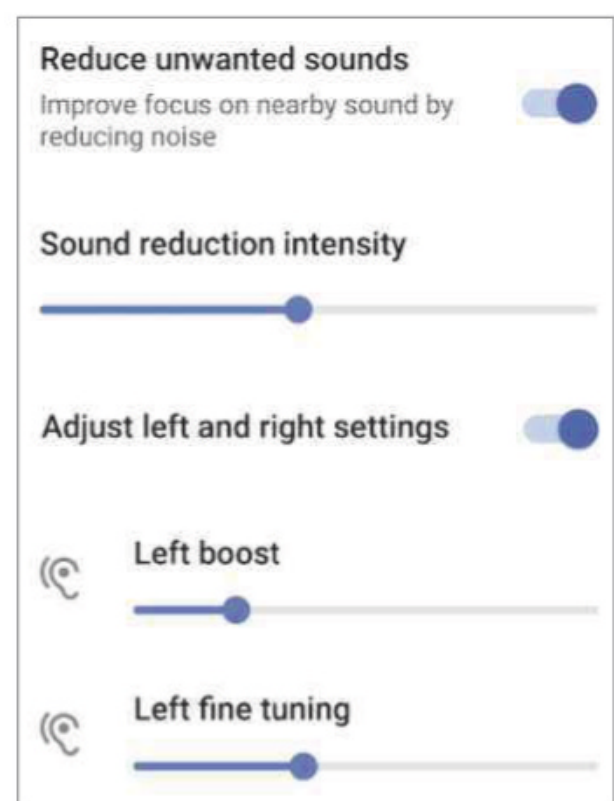 Reduce unwanted sounds
Improve focus on nearby sound by
reducing noise
Sound reduction intensity
Adjust left and right settings
Left boost
Left fine tuning